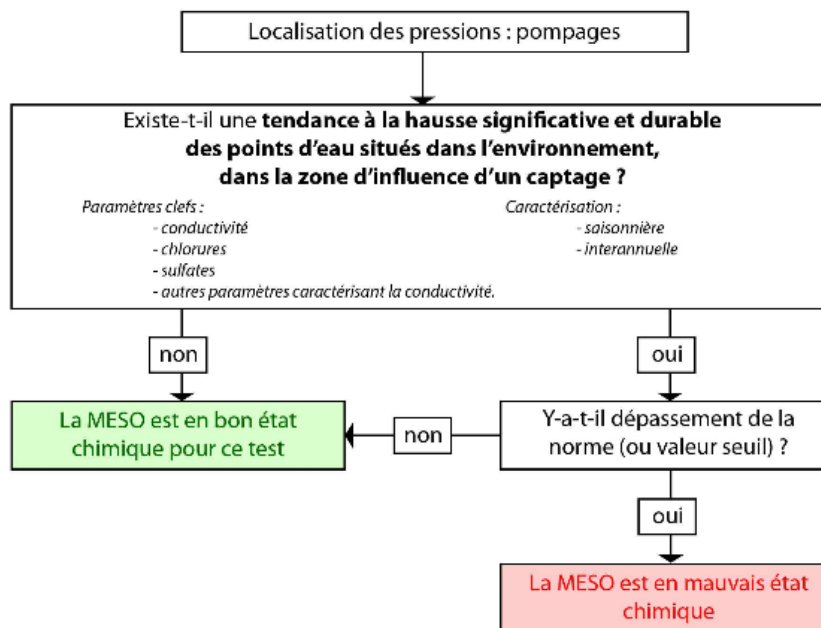 Localisation des pressions : pompages
Existe-t-il une tendance à la hausse significative et durable
des points d'eau situés dans l'environnement,
dans la zone d'influence d'un captage ?
Paramètres clefs :
- conductivité
- chlorures
- sulfates
- autres paramètres caractérisant la conductivité.
Caractérisation :
- saisonnière
- interannuelle
non
oui
La MESO est en bon état
chimique pour ce test
non
Y-a-t-il dépassement de la
norme (ou valeur seuil) ?
oui
La MESO est en mauvais état
chimique